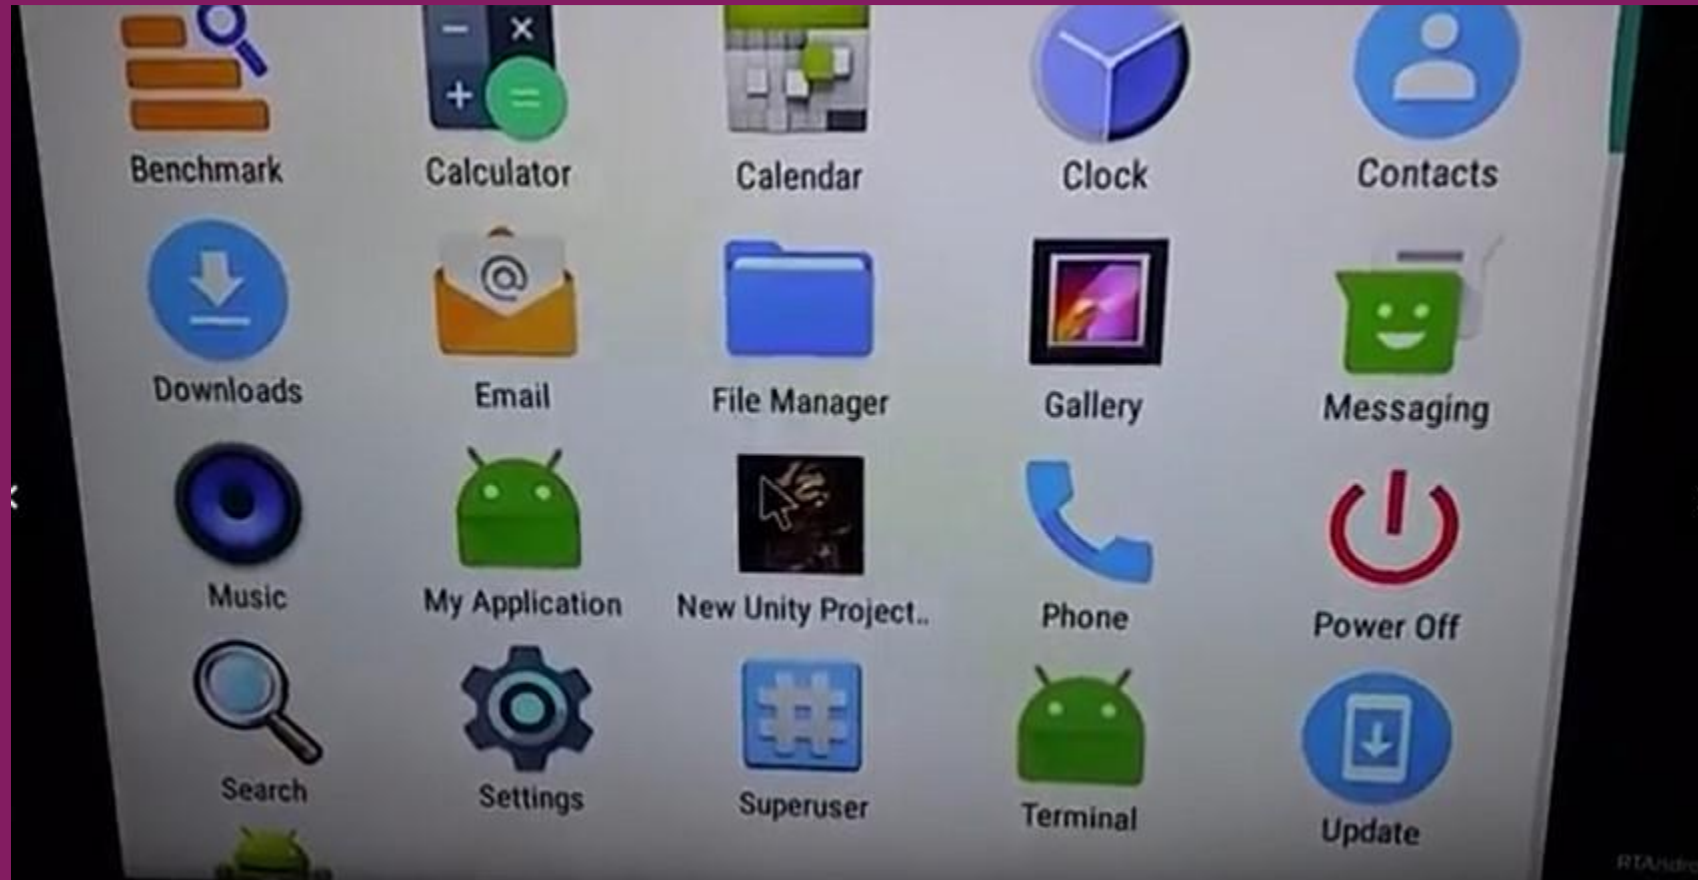 Benchmark Calculator Calendar Clock Contacts
Downloads Email File Manager Gallery Messaging
Music My Application New Unity Project.. Phone Power Off
Search Settings Superuser Terminal Update